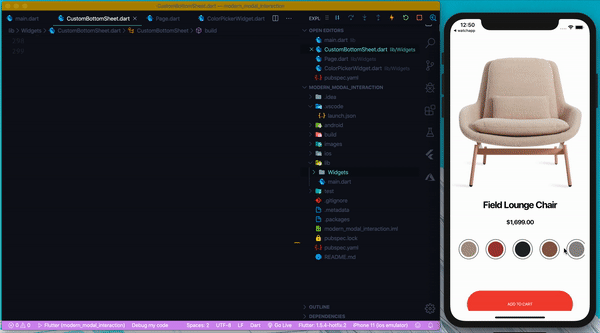 CustomBottomSheet.dart — modern_modal_interaction
main.dart
CustomBottomSheet.dart
Page.dart
ColorPickerWidget.dart
EXPL
lib > Widgets > CustomBottomSheet.dart > CustomBottomSheet > build
OPEN EDITORS
main.dart lib
CustomBottomSheet.dart lib/Widgets
Page.dart lib/Widgets
ColorPickerWidget.dart lib/Widgets
pubspec.yaml
MODERN_MODAL_INTERACTION
.idea
.vscode
launch.json
android
build
images
ios
lib
Widgets
main.dart
test
.gitignore
.metadata
.packages
modern_modal_interaction.iml
pubspec.lock
pubspec.yaml
README.md
OUTLINE
DEPENDENCIES
0 0 Flutter (modern_modal_interaction) Debug my code Spaces: 2 UTF-8 LF Dart Go Live Flutter: 1.5.4-hotfix.2 iPhone 11 (ios emulator)
12:50
watchapp
Field Lounge Chair
$1,699.00
ADD TO CART